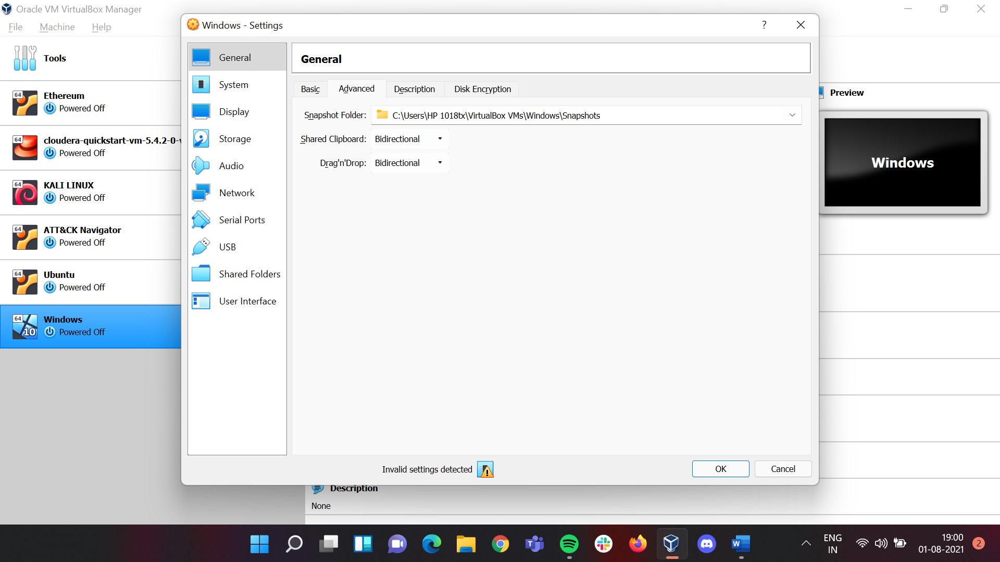 Oracle VM VirtualBox Manager
File Machine Help
Tools
64
Ethereum
Powered Off
64
cloudera-quickstart-vm-5.4.2-0-v
Powered Off
64
KALI LINUX
Powered Off
64
ATT&CK Navigator
Powered Off
64
Ubuntu
Powered Off
64
10
Windows
Powered Off
Windows - Settings
?
General
System
Display
Storage
Audio
Network
Serial Ports
USB
Shared Folders
User Interface
General
Basic Advanced Description Disk Encryption
Snapshot Folder: C:\Users\HP 1018tx\VirtualBox VMs\Windows\Snapshots
Shared Clipboard: Bidirectional
Drag'n'Drop: Bidirectional
Invalid settings detected
OK Cancel
Preview
Windows
Description
None
T
W
ENG
IN
19:00
01-08-2021
2